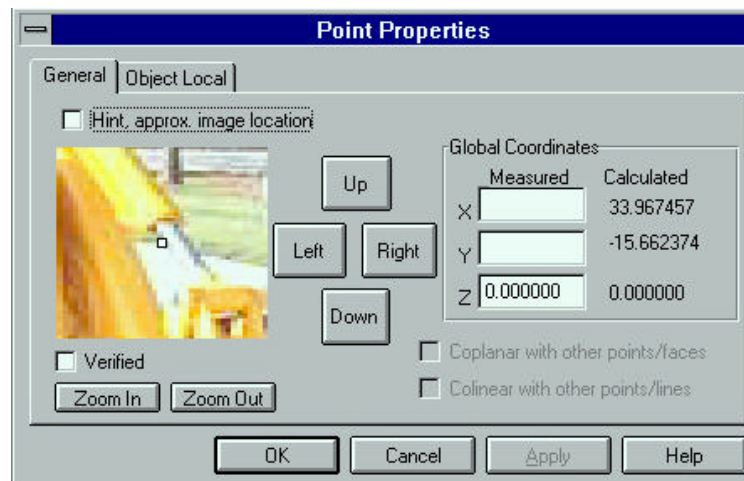 Point Properties
General Object Local
Hint, approx. image location
Up
Left Right
Down
Verified
Zoom In Zoom Out
Global Coordinates
Measured Calculated
X 33.967457
Y -15.662374
Z 0.000000 0.000000
Coplanar with other points/faces
Colinear with other points/lines
OK Cancel Apply Help